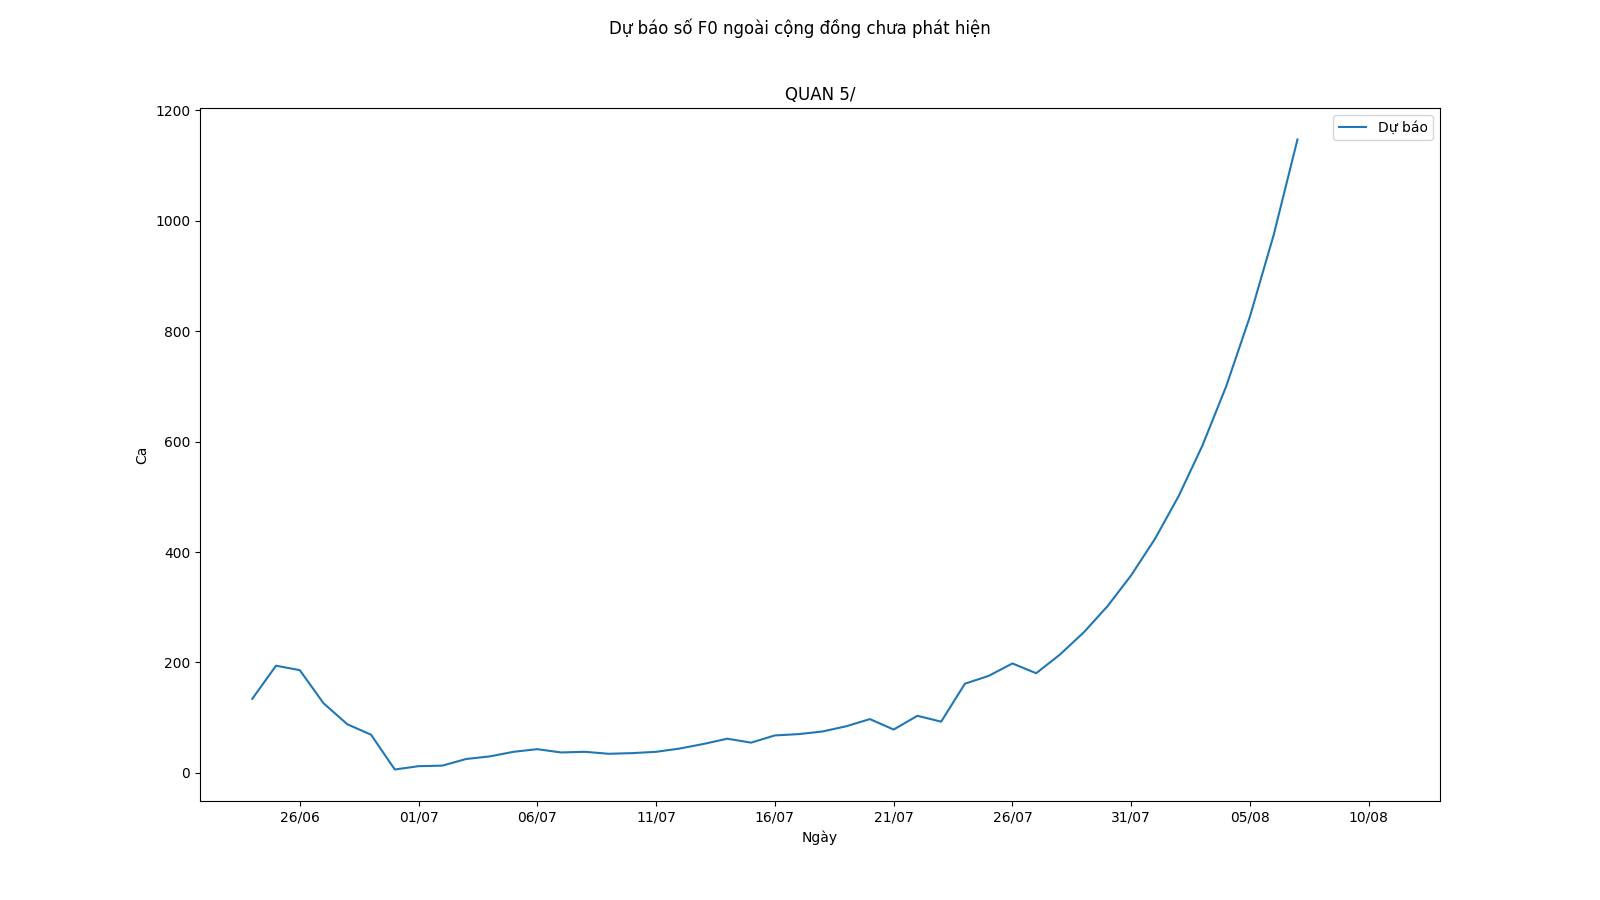 Dự báo số F0 ngoài cộng đồng chưa phát hiện
QUAN 5/
Dự báo
1200
1000
800
600
400
200
0
Ca
26/06 01/07 06/07 11/07 16/07 21/07 26/07 31/07 05/08 10/08
Ngày